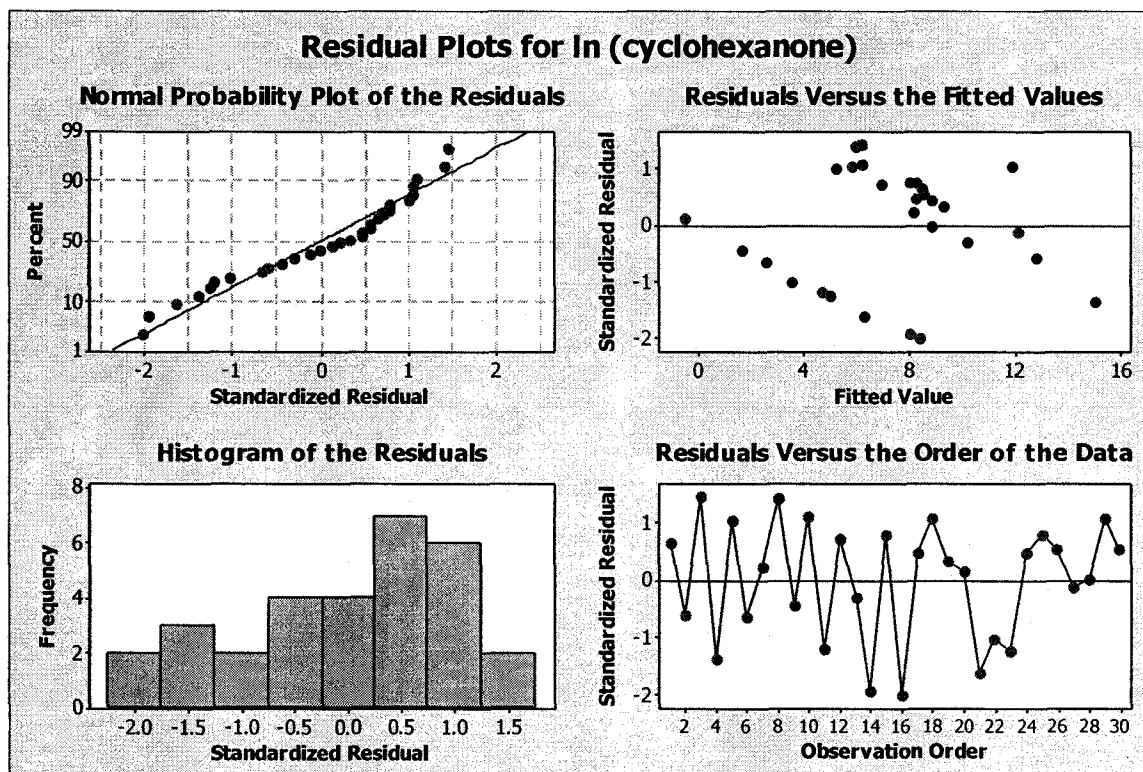 Residual Plots for ln (cyclohexanone)
Normal Probability Plot of the Residuals
99
90
50
10
1
Percent
-2
-1
0
1
2
Standardized Residual
Residuals Versus the Fitted Values
1
0
-1
-2
Standardized Residual
0
4
8
12
16
Fitted Value
Histogram of the Residuals
8
6
4
2
0
Frequency
-2.0 -1.5 -1.0 -0.5 0.0 0.5 1.0 1.5
Standardized Residual
Residuals Versus the Order of the Data
1
0
-1
-2
Standardized Residual
2 4 6 8 10 12 14 16 18 20 22 24 26 28 30
Observation Order